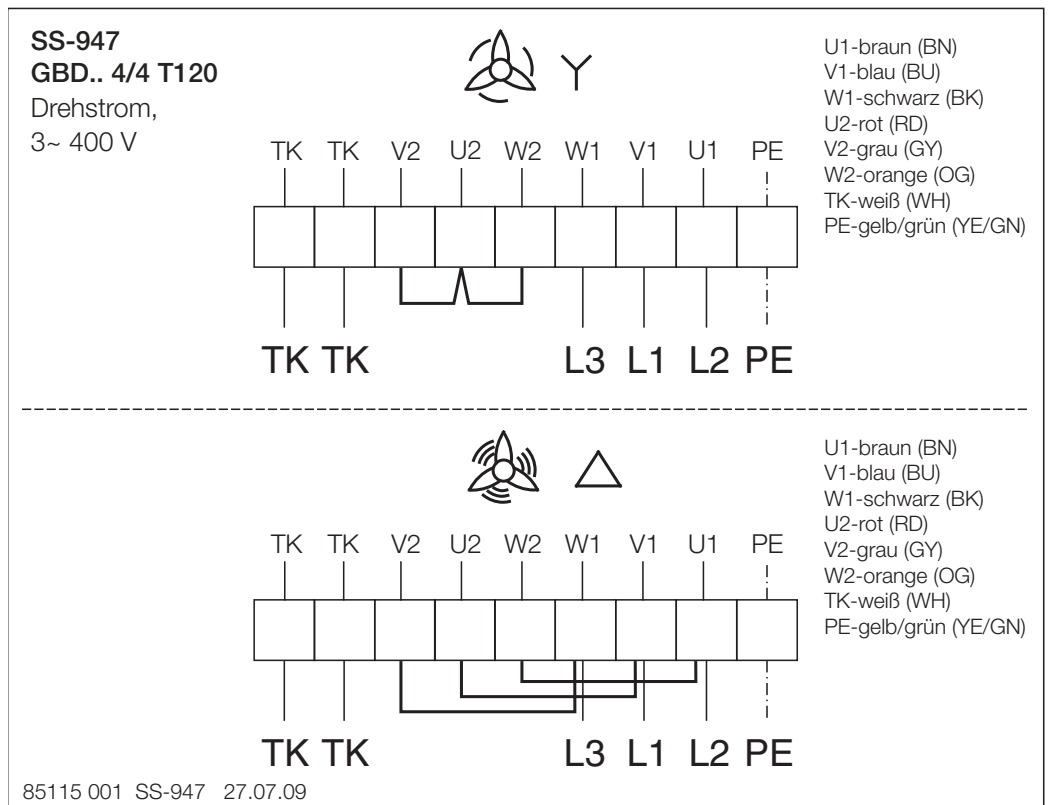 SS-947
GBD.. 4/4 T120
Drehstrom,
3~ 400 V
U1-braun (BN)
V1-blau (BU)
W1-schwarz (BK)
U2-rot (RD)
V2-grau (GY)
W2-orange (OG)
TK-weiß (WH)
PE-gelb/grün (YE/GN)
TK TK V2 U2 W2 W1 V1 U1 PE
TK TK L3 L1 L2 PE
U1-braun (BN)
V1-blau (BU)
W1-schwarz (BK)
U2-rot (RD)
V2-grau (GY)
W2-orange (OG)
TK-weiß (WH)
PE-gelb/grün (YE/GN)
TK TK V2 U2 W2 W1 V1 U1 PE
TK TK L3 L1 L2 PE
85115 001 SS-947 27.07.09